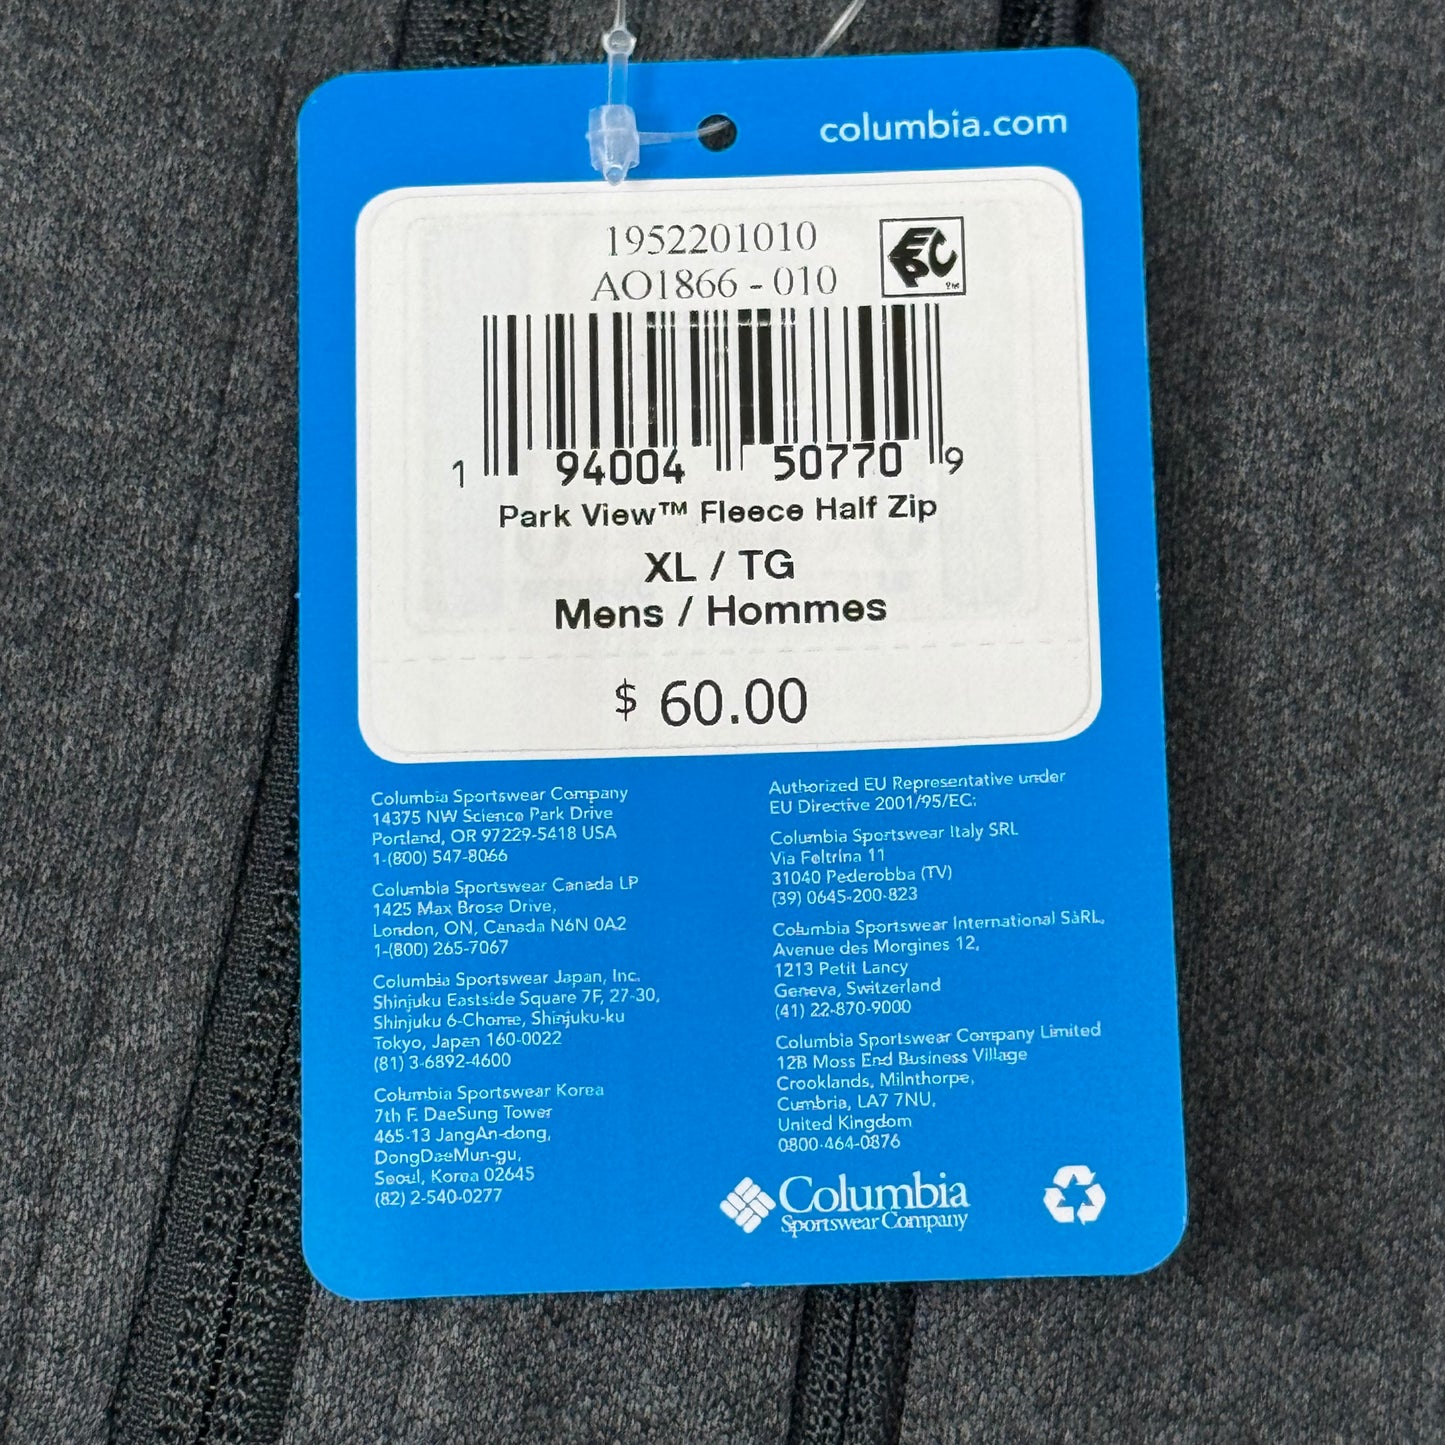 columbia.com
1952201010
AO1866 - 010
EPC
1 94004 50770 9
Park View™ Fleece Half Zip
XL / TG
Mens / Hommes
$ 60.00
Columbia Sportswear Company
14375 NW Science Park Drive
Portland, OR 97229-5418 USA
1-(800) 547-8066
Columbia Sportswear Canada LP
1425 Max Brose Drive,
London, ON, Canada N6N 0A2
1-(800) 265-7067
Columbia Sportswear Japan, Inc.
Shinjuku Eastside Square 7F, 27-30,
Shinjuku 6-Chome, Shinjuku-ku
Tokyo, Japan 160-0022
(81) 3-6892-4600
Columbia Sportswear Korea
7th F. DaeSung Tower
465-13 JangAn-dong,
DongDaeMun-gu,
Seoul, Korea 02645
(82) 2-540-0277
Authorized EU Representative under
EU Directive 2001/95/EC:
Columbia Sportswear Italy SRL
Via Feltrina 11
31040 Pederobba (TV)
(39) 0645-200-823
Columbia Sportswear International SàRL,
Avenue des Morgines 12,
1213 Petit Lancy
Geneva, Switzerland
(41) 22-870-9000
Columbia Sportswear Company Limited
12B Moss End Business Village
Crooklands, Milnthorpe,
Cumbria, LA7 7NU,
United Kingdom
0800-464-0876
Columbia
Sportswear Company